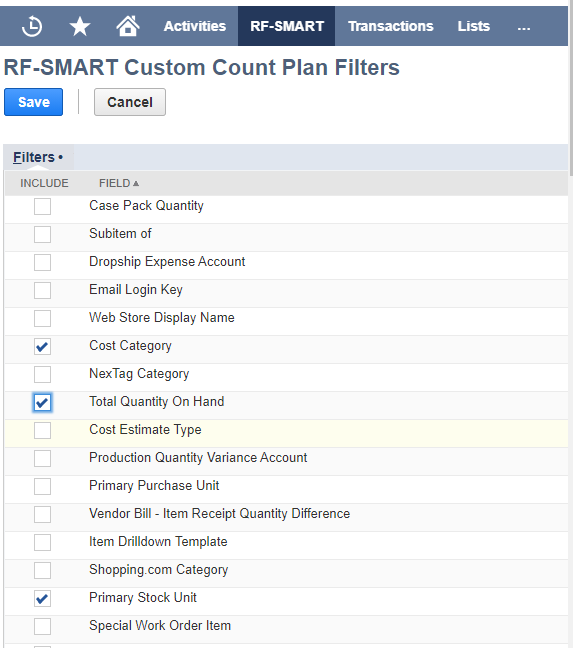 Activities RF-SMART Transactions Lists ...
RF-SMART Custom Count Plan Filters
Save Cancel
Filters •
INCLUDE FIELD ▲
Case Pack Quantity
Subitem of
Dropship Expense Account
Email Login Key
Web Store Display Name
Cost Category
NexTag Category
Total Quantity On Hand
Cost Estimate Type
Production Quantity Variance Account
Primary Purchase Unit
Vendor Bill - Item Receipt Quantity Difference
Item Drilldown Template
Shopping.com Category
Primary Stock Unit
Special Work Order Item